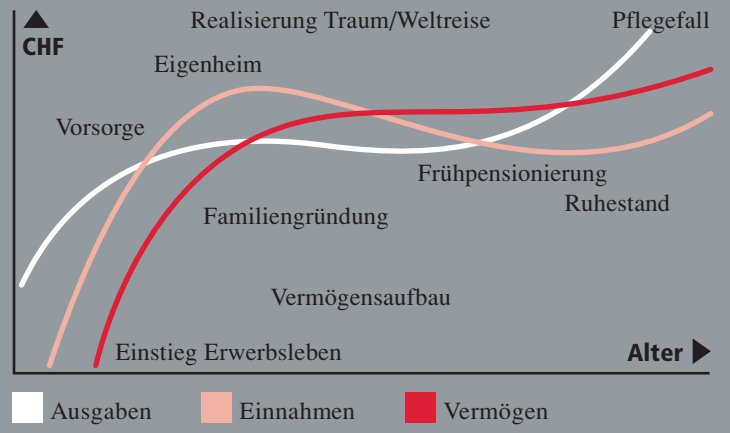 Realisierung Traum/Weltreise
Pflegefall
CHF
Eigenheim
Vorsorge
Frühpensionierung
Ruhestand
Familiengründung
Vermögensaufbau
Einstieg Erwerbsleben
Alter
Ausgaben
Einnahmen
Vermögen